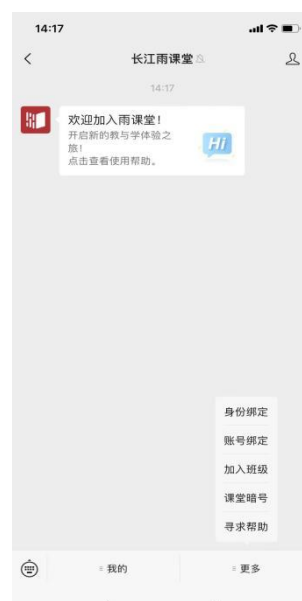 14:17
长江雨课堂
14:17
欢迎加入雨课堂！
开启新的教与学体验之
旅！
点击查看使用帮助。
Hi
身份绑定
账号绑定
加入班级
课堂暗号
寻求帮助
我的
更多